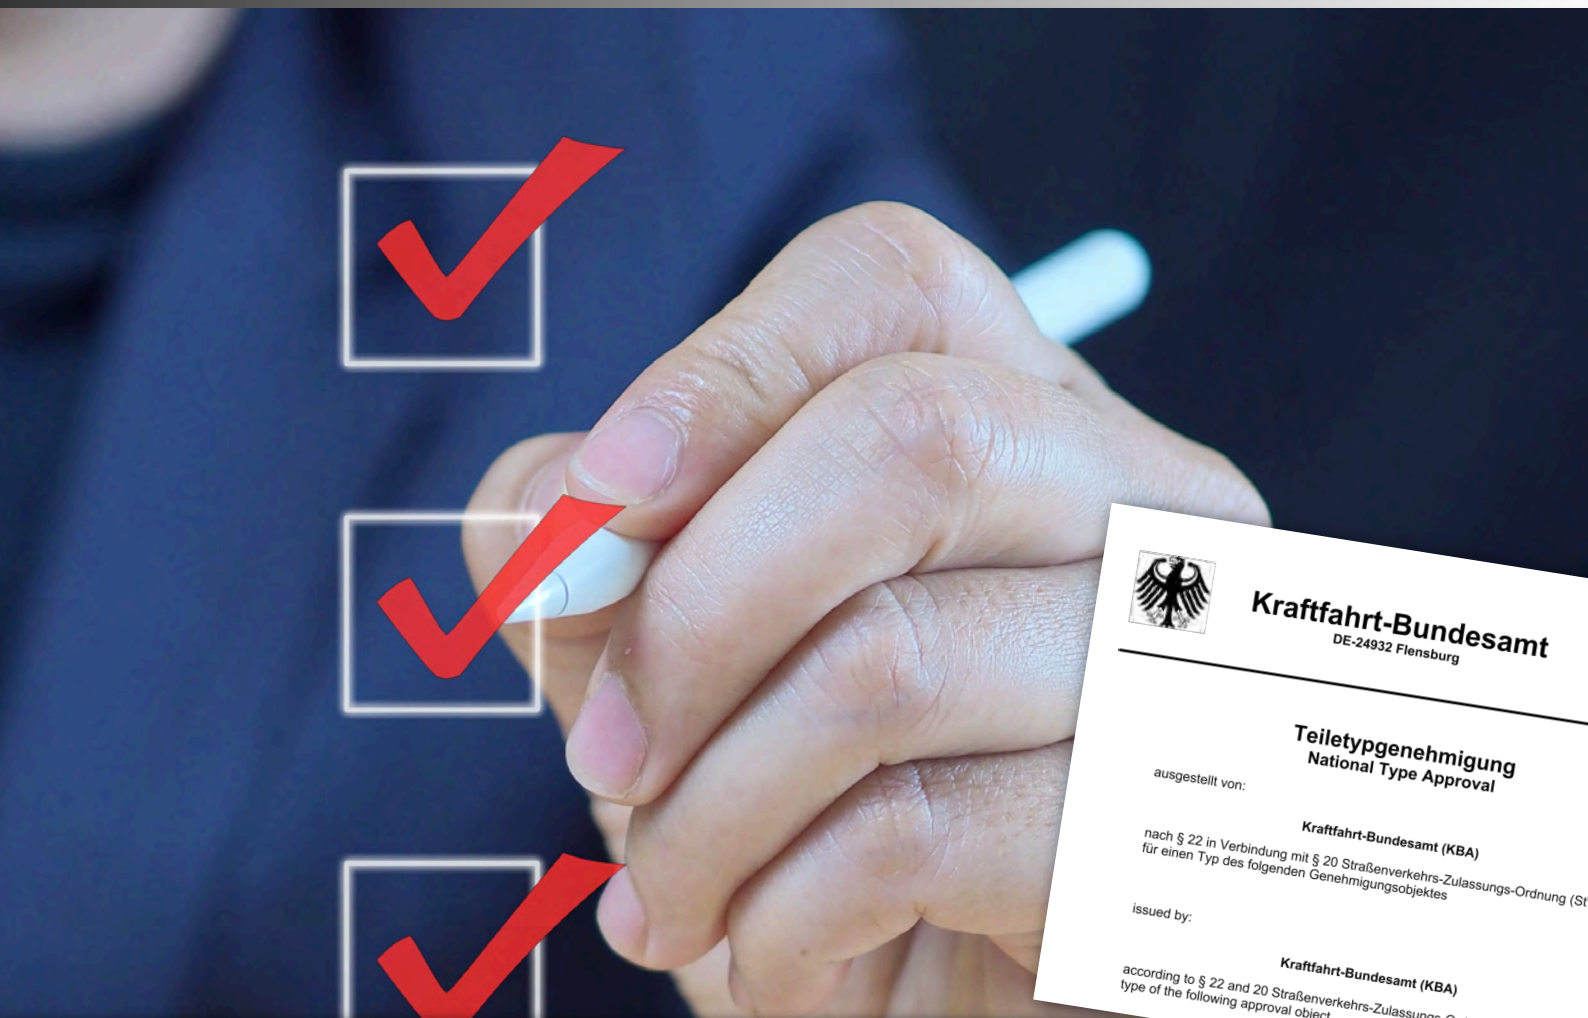 Kraftfahrt-Bundesamt
DE-24932 Flensburg
Teiletypgenehmigung
National Type Approval
ausgestellt von:
Kraftfahrt-Bundesamt (KBA)
nach § 22 in Verbindung mit § 20 Straßenverkehrs-Zulassungs-Ordnung
für einen Typ des folgenden Genehmigungsobjektes
issued by:
Kraftfahrt-Bundesamt (KBA)
according to § 22 and 20 Straßenverkehrs-Zulassungs-
type of the following approval object